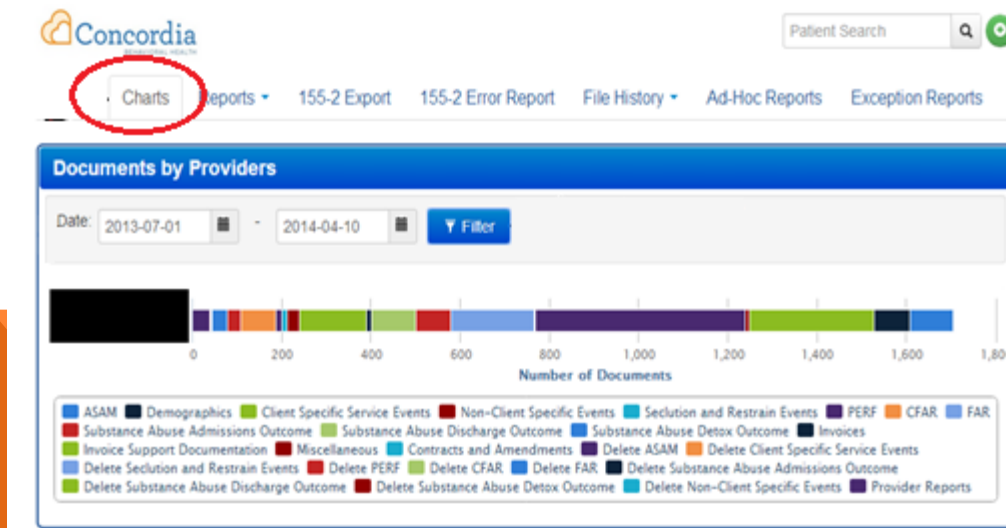 Concordia
BEHAVIORAL HEALTH
Patient Search
Charts Reports 155-2 Export 155-2 Error Report File History Ad-Hoc Reports Exception Reports
Documents by Providers
Date: 2013-07-01 - 2014-04-10 Filter
0 200 400 600 800 1,000 1,200 1,400 1,600 1,80
Number of Documents
ASAM Demographics Client Specific Service Events Non-Client Specific Events Seclution and Restrain Events PERF CFAR FAR
Substance Abuse Admissions Outcome Substance Abuse Discharge Outcome Substance Abuse Detox Outcome Invoices
Invoice Support Documentation Miscellaneous Contracts and Amendments Delete ASAM Delete Client Specific Service Events
Delete Seclution and Restrain Events Delete PERF Delete CFAR Delete FAR Delete Substance Abuse Admissions Outcome
Delete Substance Abuse Discharge Outcome Delete Substance Abuse Detox Outcome Delete Non-Client Specific Events Provider Reports